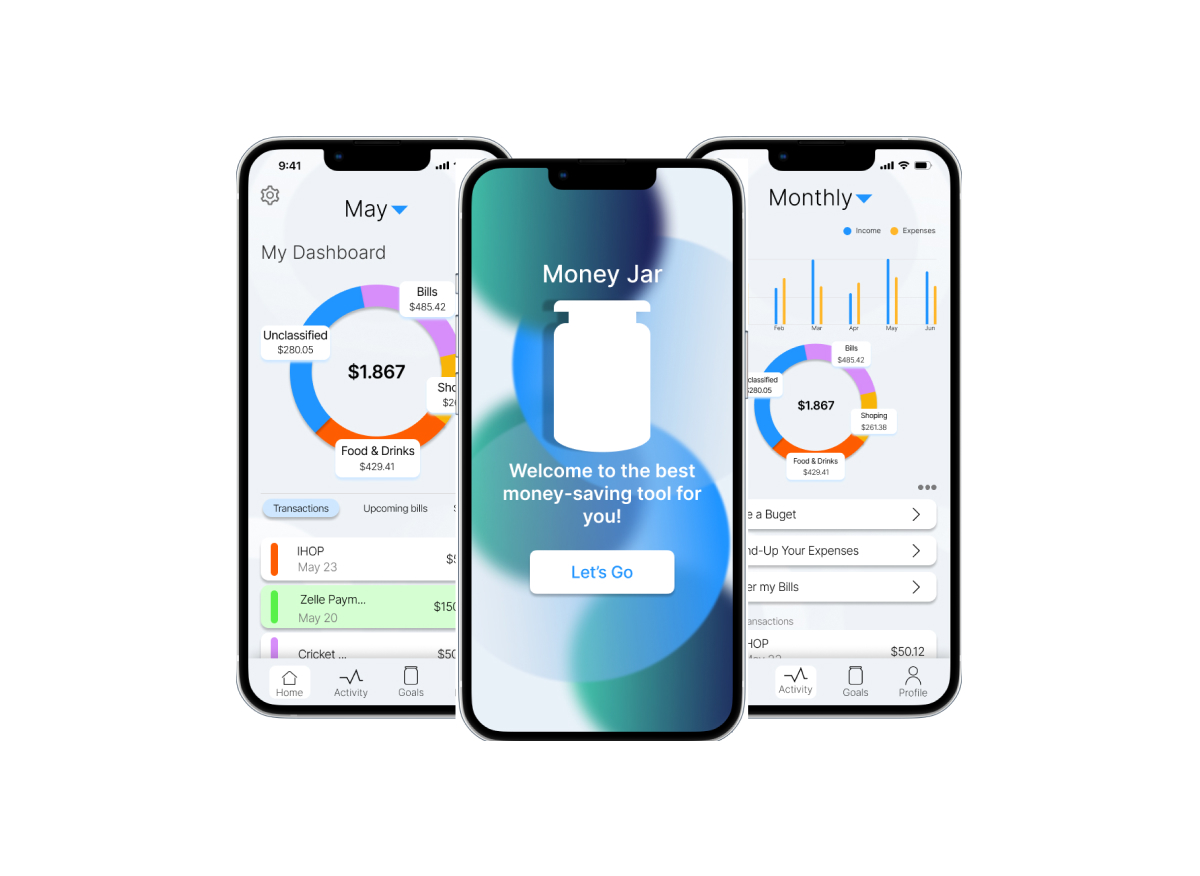 9:41
May
My Dashboard
Bills
$485.42
Unclassified
$280.05
$1.867
Sho
$26
Food & Drinks
$429.41
Transactions
Upcoming bills
IHOP
May 23
$5
Zelle Paym...
May 20
$150
Cricket ...
$50
Home
Activity
Goals
Money Jar
Welcome to the best
money-saving tool for
you!
Let's Go
Monthly
Income
Expenses
Feb
Mar
Apr
May
Jun
Bills
$485.42
classified
$280.05
$1.867
Shoping
$261.38
Food & Drinks
$429.41
e a Buget
nd-Up Your Expenses
er my Bills
ansactions
HOP
$50.12
Activity
Goals
Profile